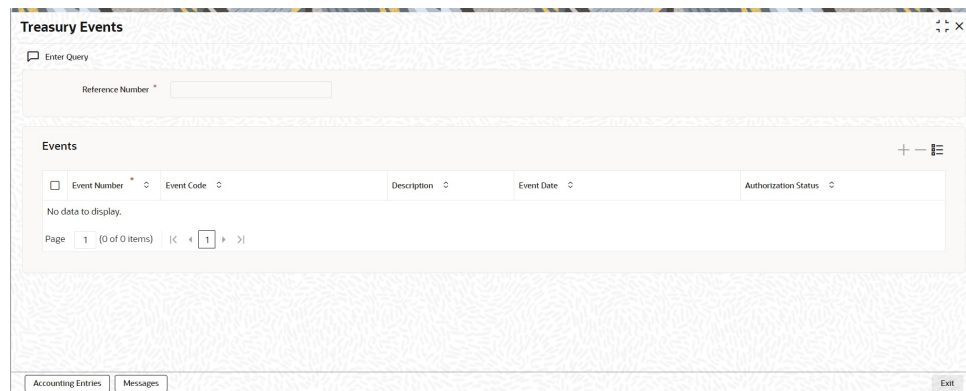 Treasury Events
Enter Query
Reference Number *
Events
Event Number * Event Code Description Event Date Authorization Status
No data to display.
Page 1 (0 of 0 items) 1
Accounting Entries Messages Exit